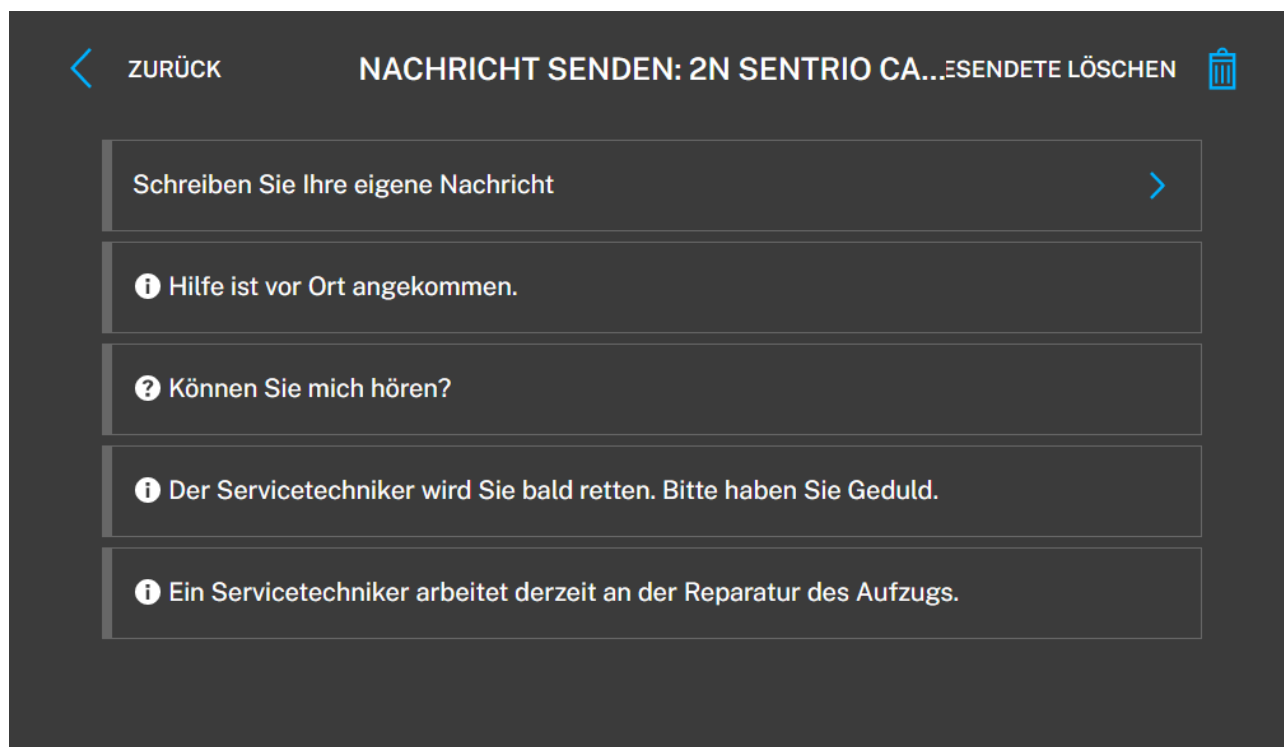 ZURÜCK NACHRICHT SENDEN: 2N SENTRIO CA... ESENDETE LÖSCHEN
Schreiben Sie Ihre eigene Nachricht
Hilfe ist vor Ort angekommen.
Können Sie mich hören?
Der Servicetechniker wird Sie bald retten. Bitte haben Sie Geduld.
Ein Servicetechniker arbeitet derzeit an der Reparatur des Aufzugs.